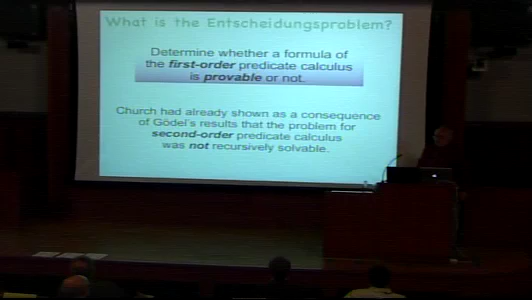 What is the Entscheidungsproblem?
Determine whether a formula of
the first-order predicate calculus
is provable or not.
Church had already shown as a consequence
of Gödel's results that the problem for
second-order predicate calculus
was not recursively solvable.